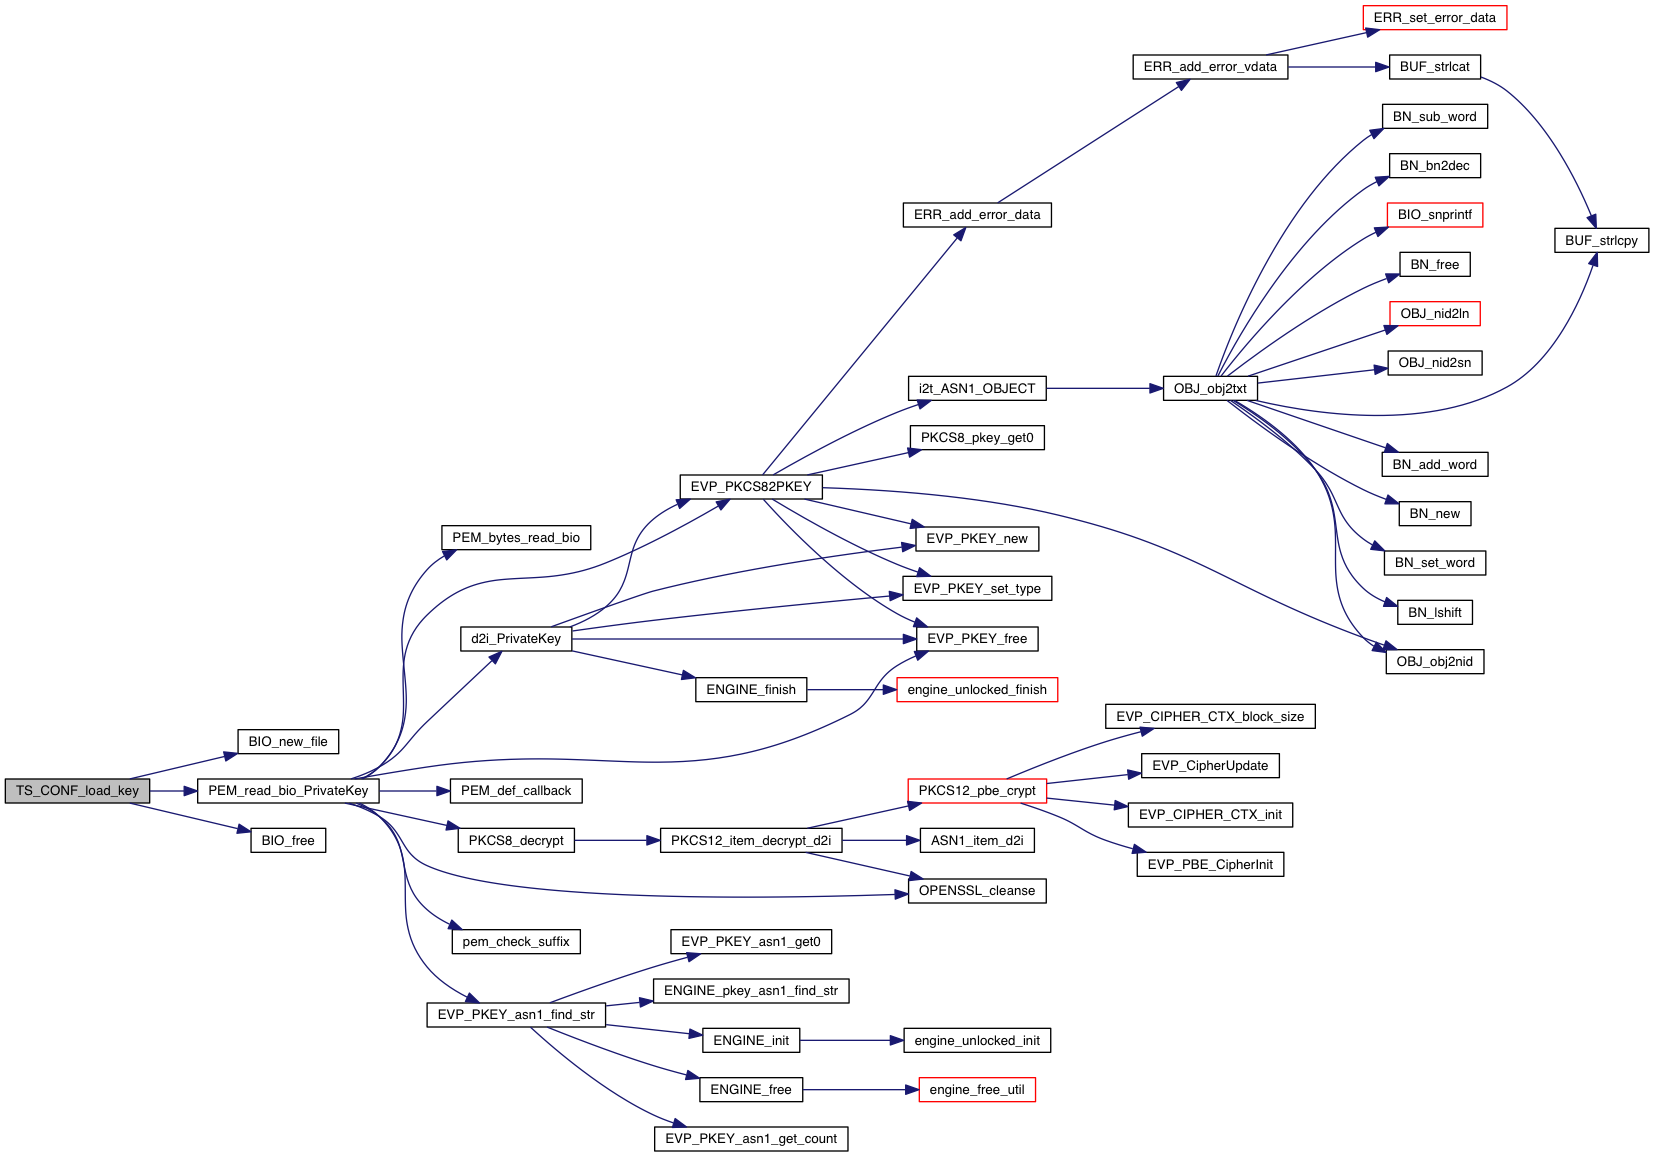 ERR_set_error_data
ERR_add_error_vdata
BUF_strlcat
BN_sub_word
BN_bn2dec
ERR_add_error_data
BIO_snprintf
BUF_strlcpy
BN_free
OBJ_nid2ln
OBJ_nid2sn
i2t_ASN1_OBJECT
OBJ_obj2txt
PKCS8_pkey_get0
BN_add_word
EVP_PKCS82PKEY
BN_new
PEM_bytes_read_bio
EVP_PKEY_new
BN_set_word
EVP_PKEY_set_type
BN_lshift
d2i_PrivateKey
EVP_PKEY_free
OBJ_obj2nid
ENGINE_finish
engine_unlocked_finish
EVP_CIPHER_CTX_block_size
BIO_new_file
EVP_CipherUpdate
TS_CONF_load_key
PEM_read_bio_PrivateKey
PEM_def_callback
PKCS12_pbe_crypt
EVP_CIPHER_CTX_init
BIO_free
PKCS8_decrypt
PKCS12_item_decrypt_d2i
ASN1_item_d2i
EVP_PBE_CipherInit
OPENSSL_cleanse
pem_check_suffix
EVP_PKEY_asn1_get0
ENGINE_pkey_asn1_find_str
EVP_PKEY_asn1_find_str
ENGINE_init
engine_unlocked_init
ENGINE_free
engine_free_util
EVP_PKEY_asn1_get_count